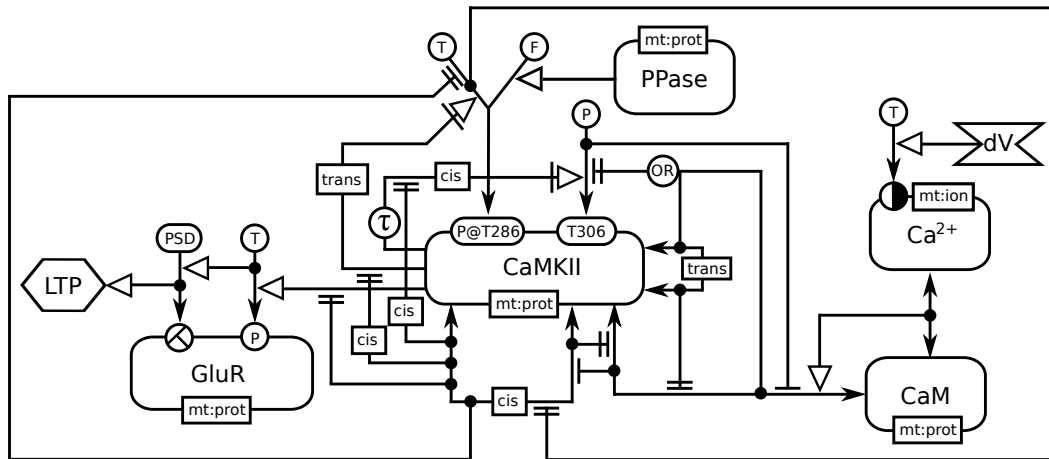 T
F
mt:prot
PPase
P
T
dV
trans
cis
OR
mt:ion
Ca2+
τ
P@T286
T306
CaMKII
mt:prot
trans
PSD
T
LTP
P
GluR
mt:prot
cis
cis
cis
CaM
mt:prot